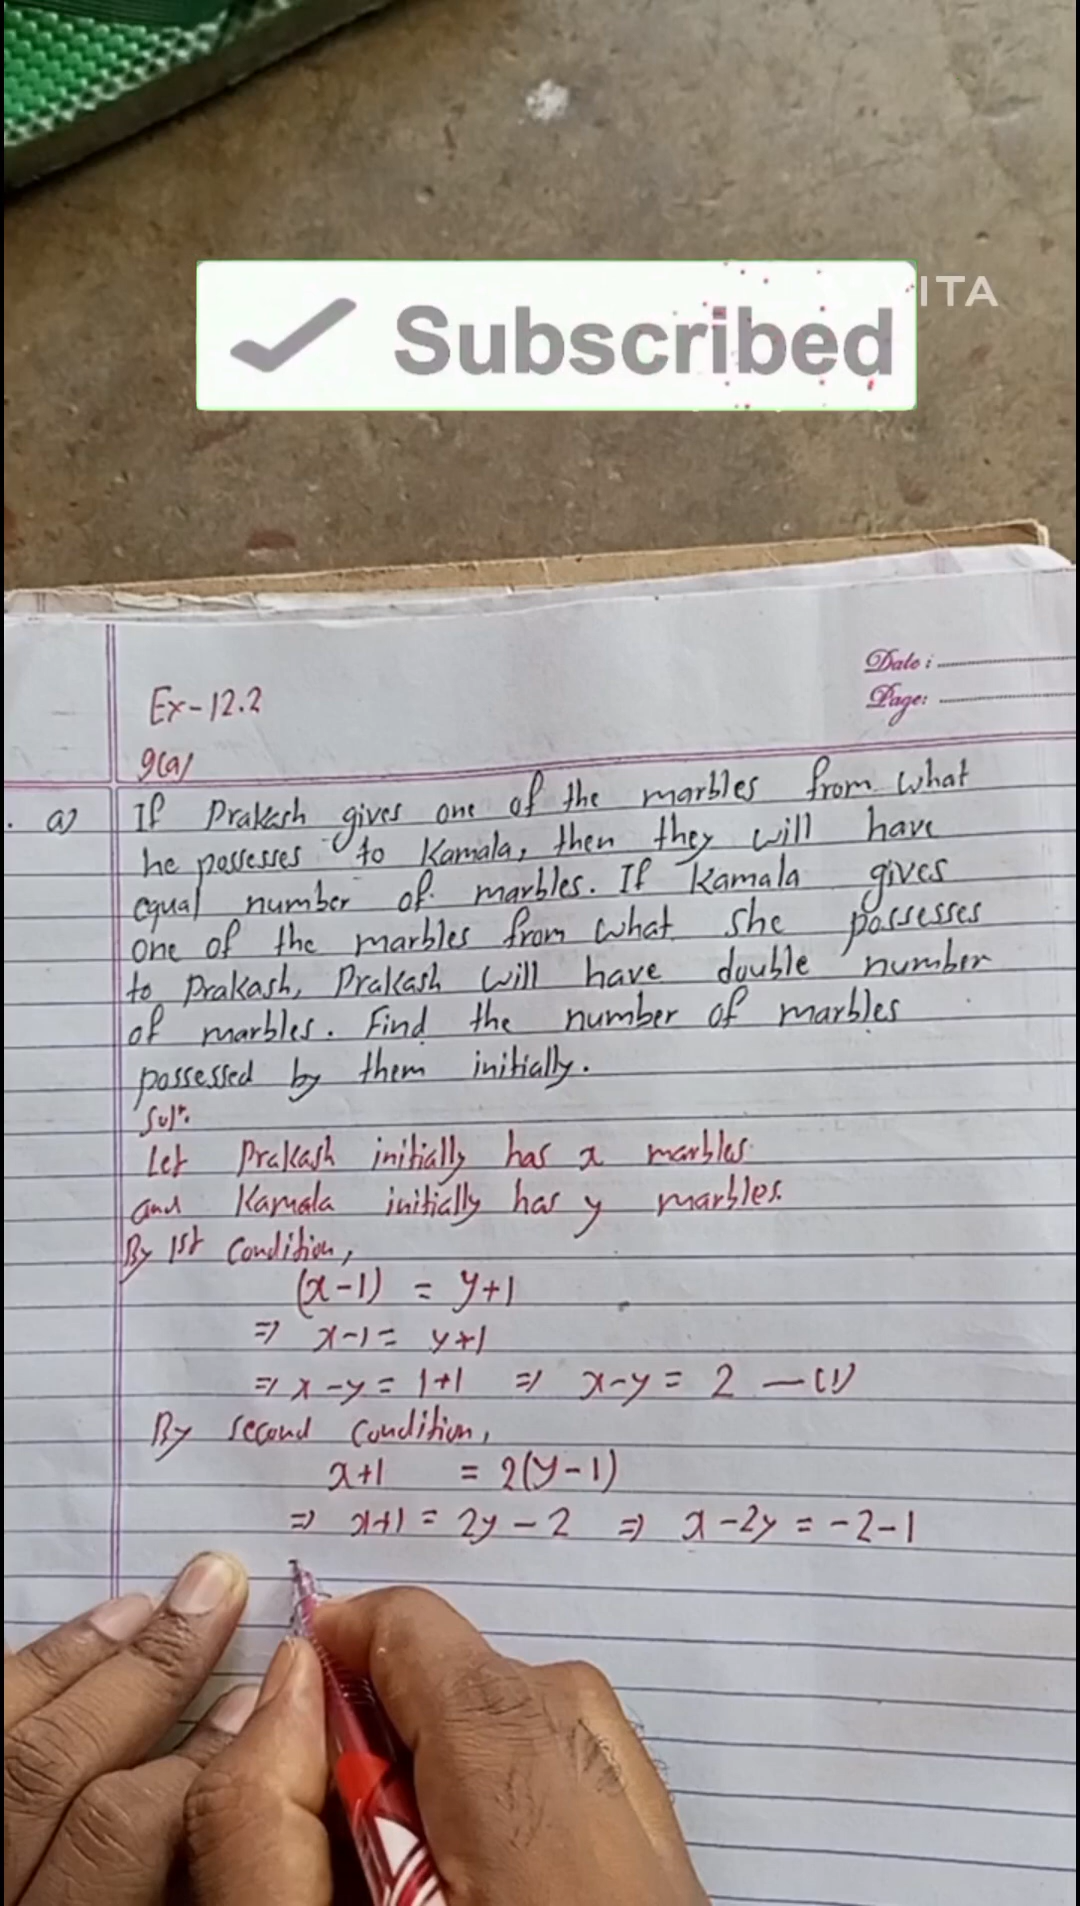 ITA
Subscribed
Date:
Page:
Ex-12.2
9(a)
a) If Prakash gives one of the marbles from what
he possesses to Kamala, then they will have
equal number of marbles. If Kamala gives
one of the marbles from what she possesses
to Prakash, Prakash will have double number
of marbles. Find the number of marbles
possessed by them initially.
Solⁿ.
Let Prakash initially has x marbles
and Kamala initially has y marbles.
By 1st Condition,
(x-1) = y+1
⇒ x-1 = y+1
⇒ x-y = 1+1 ⇒ x-y = 2 —(1)
By second Condition,
x+1 = 2(y-1)
⇒ x+1 = 2y-2 ⇒ x-2y = -2-1